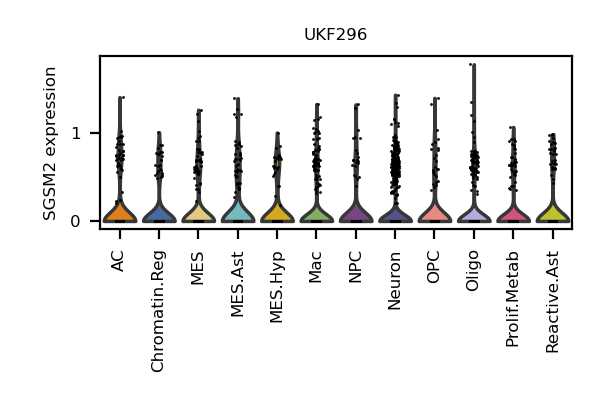 UKF296
SGSM2 expression
1
0
AC
Chromatin.Reg
MES
MES.Ast
MES.Hyp
Mac
NPC
Neuron
OPC
Oligo
Prolif.Metab
Reactive.Ast